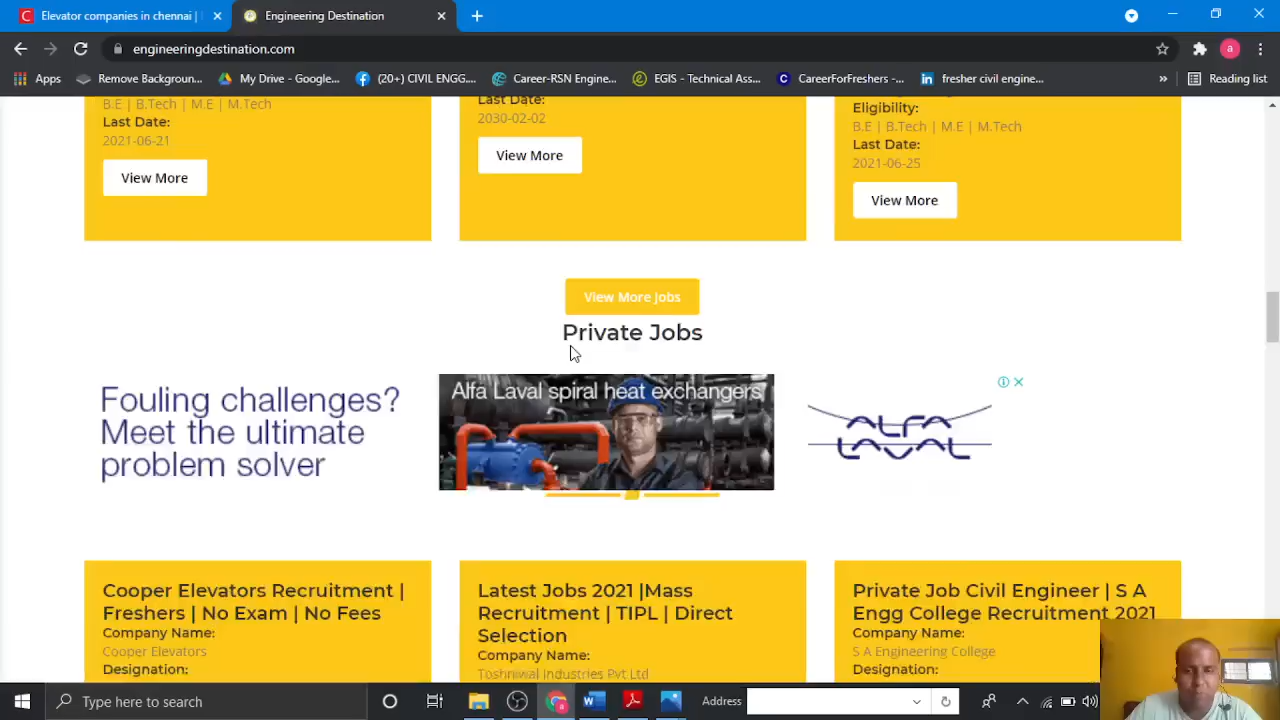 Elevator companies in chennai |
Engineering Destination
engineeringdestination.com
Apps
Remove Background...
My Drive - Google...
(20+) CIVIL ENGG...
Career-RSN Engine...
EGIS - Technical Ass...
CareerForFreshers -...
fresher civil engine...
Reading list
B.E | B.Tech | M.E | M.Tech
Last Date:
2021-06-21
View More
Last Date:
2030-02-02
View More
Eligibility:
B.E | B.Tech | M.E | M.Tech
Last Date:
2021-06-25
View More
View More Jobs
Private Jobs
Fouling challenges?
Meet the ultimate
problem solver
Alfa Laval spiral heat exchangers
ALFA
LAVAL
Cooper Elevators Recruitment |
Freshers | No Exam | No Fees
Company Name:
Cooper Elevators
Designation:
Latest Jobs 2021 |Mass
Recruitment | TIPL | Direct
Selection
Company Name:
Toshniwal Industries Pvt Ltd
Private Job Civil Engineer | S A
Engg College Recruitment 2021
Company Name:
S A Engineering College
Designation:
Type here to search
Address